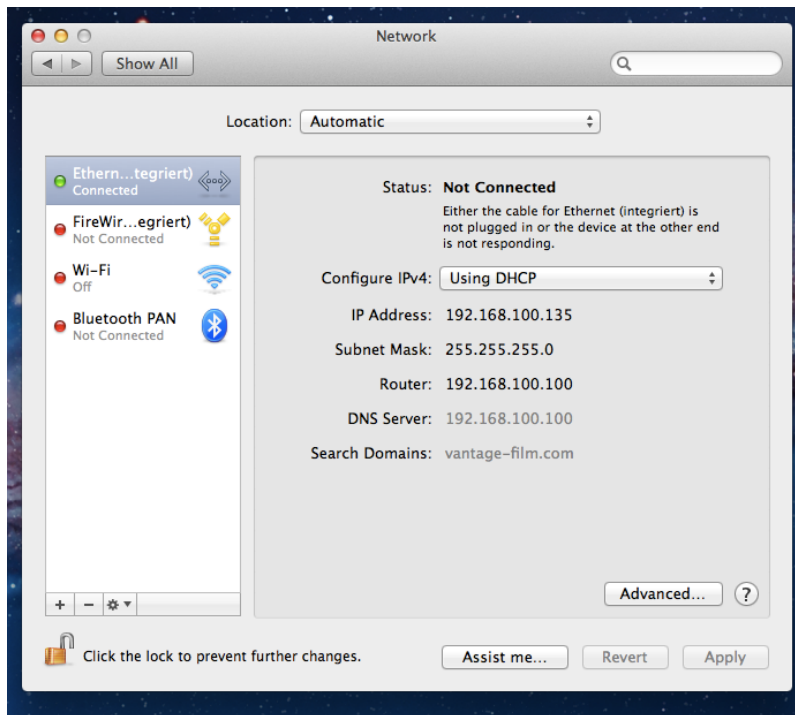 Network
Show All
Location: Automatic
Ethern...tegriert)
Connected
FireWir...egriert)
Not Connected
Wi-Fi
Off
Bluetooth PAN
Not Connected
Status: Not Connected
Either the cable for Ethernet (integriert) is
not plugged in or the device at the other end
is not responding.
Configure IPv4: Using DHCP
IP Address: 192.168.100.135
Subnet Mask: 255.255.255.0
Router: 192.168.100.100
DNS Server: 192.168.100.100
Search Domains: vantage-film.com
Advanced... ?
+ −
Click the lock to prevent further changes.
Assist me... Revert Apply